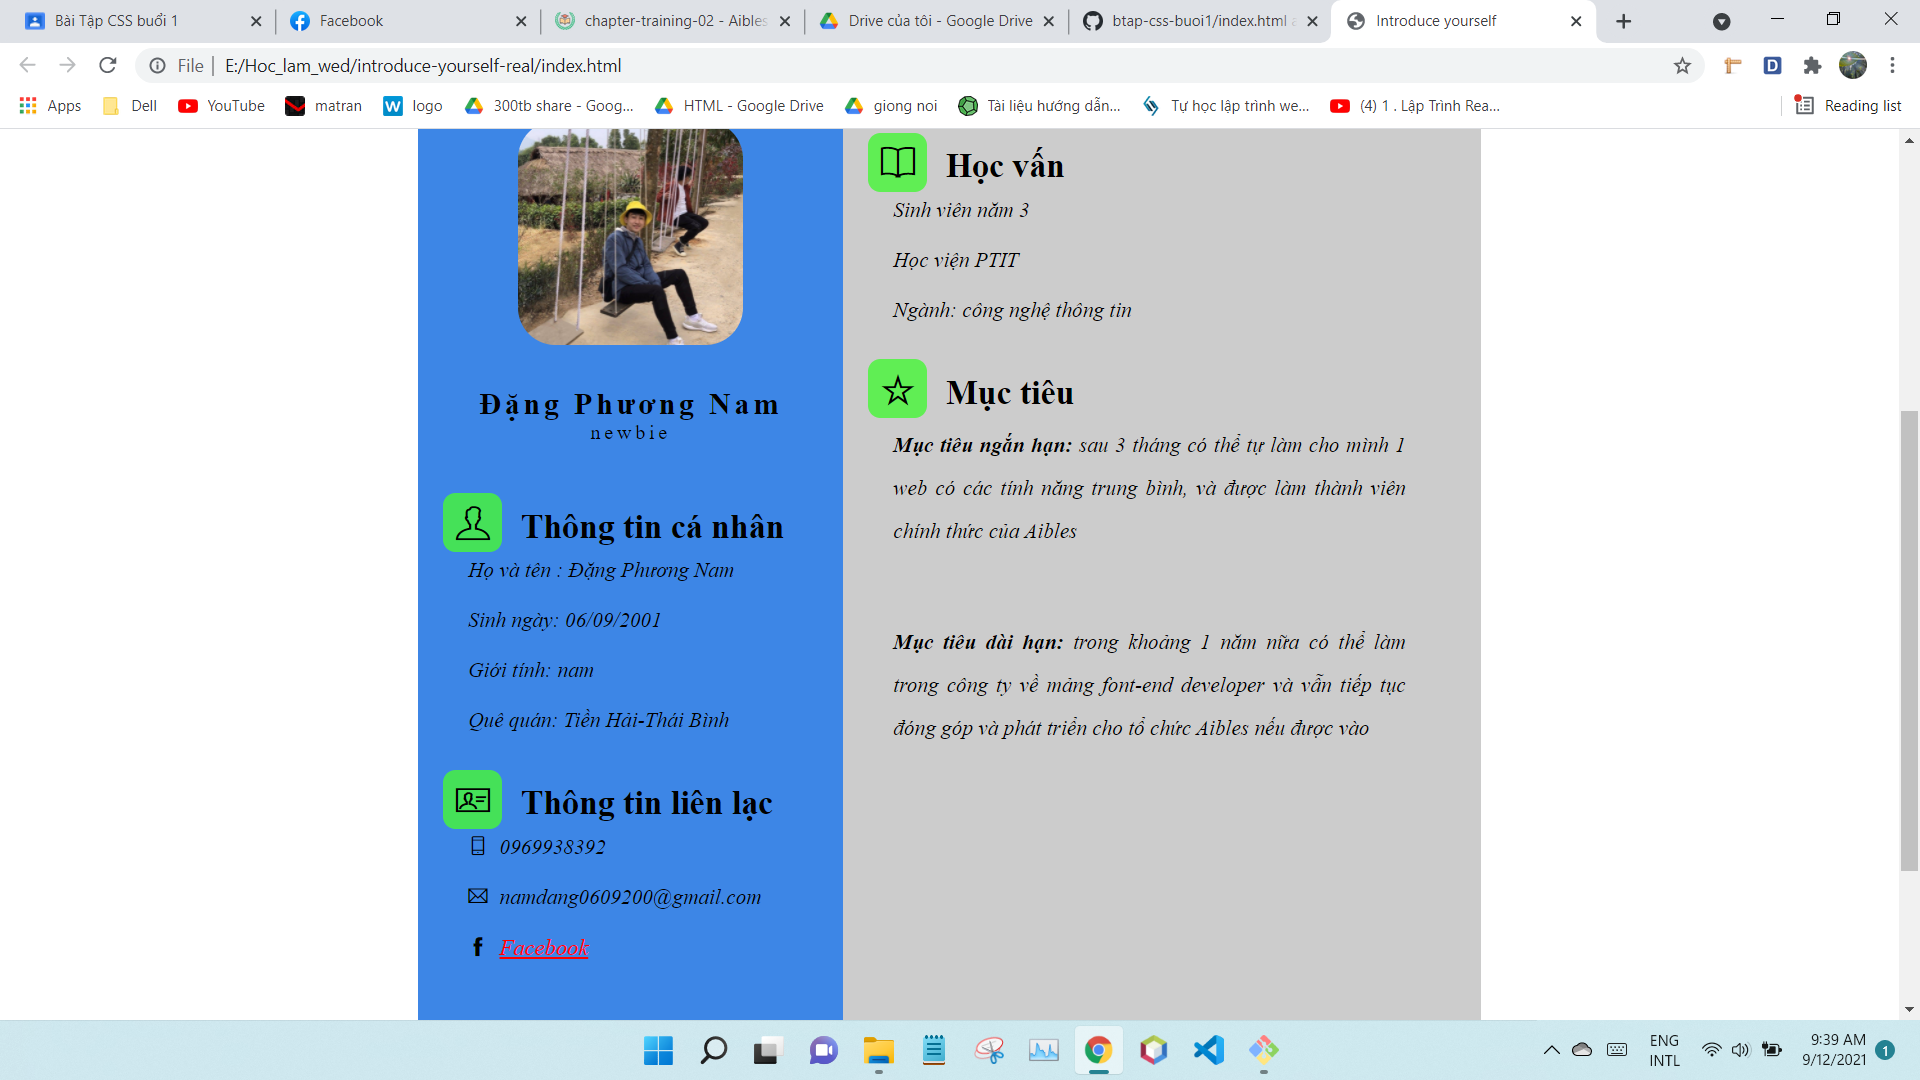 Bài Tập CSS buổi 1
Facebook
chapter-training-02 - Aibles
Drive của tôi - Google Drive
btap-css-buoi1/index.html a
Introduce yourself
File | E:/Hoc_lam_wed/introduce-yourself-real/index.html
Apps
Dell
YouTube
matran
logo
300tb share - Goog...
HTML - Google Drive
giong noi
Tài liệu hướng dẫn...
Tự học lập trình we...
(4) 1 . Lập Trình Rea...
Reading list
Đặng Phương Nam
newbie
Thông tin cá nhân
Họ và tên : Đặng Phương Nam
Sinh ngày: 06/09/2001
Giới tính: nam
Quê quán: Tiền Hải-Thái Bình
Thông tin liên lạc
0969938392
namdang0609200@gmail.com
Facebook
Học vấn
Sinh viên năm 3
Học viện PTIT
Ngành: công nghệ thông tin
Mục tiêu
Mục tiêu ngắn hạn: sau 3 tháng có thể tự làm cho mình 1
web có các tính năng trung bình, và được làm thành viên
chính thức của Aibles
Mục tiêu dài hạn: trong khoảng 1 năm nữa có thể làm
trong công ty về mảng font-end developer và vẫn tiếp tục
đóng góp và phát triển cho tổ chức Aibles nếu được vào
ENG
INTL
9:39 AM
9/12/2021
1